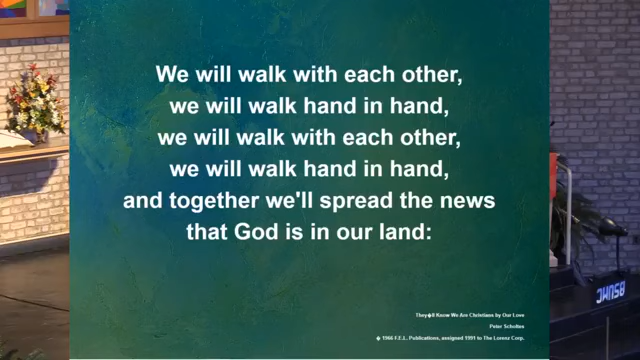 We will walk with each other,
we will walk hand in hand,
we will walk with each other,
we will walk hand in hand,
and together we'll spread the news
that God is in our land:
They�ll Know We Are Christians by Our Love
Peter Scholtes
� 1966 F.E.L. Publications, assigned 1991 to The Lorenz Corp.
BSUMC